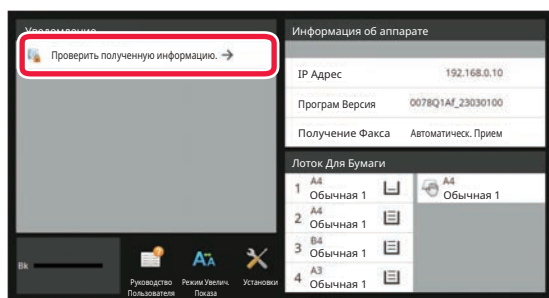 Уведомление
Проверить полученную информацию. →
Информация об аппарате
IP Адрес 192.168.0.10
Програм Версия 0078Q1Af_23030100
Получение Факса Автоматическ. Прием
Лоток Для Бумаги
1 A4 Обычная 1
A4 Обычная 1
2 A4 Обычная 1
3 B4 Обычная 1
4 A3 Обычная 1
Bk
Руководство Пользователя
Режим Увелич. Показа
Установки